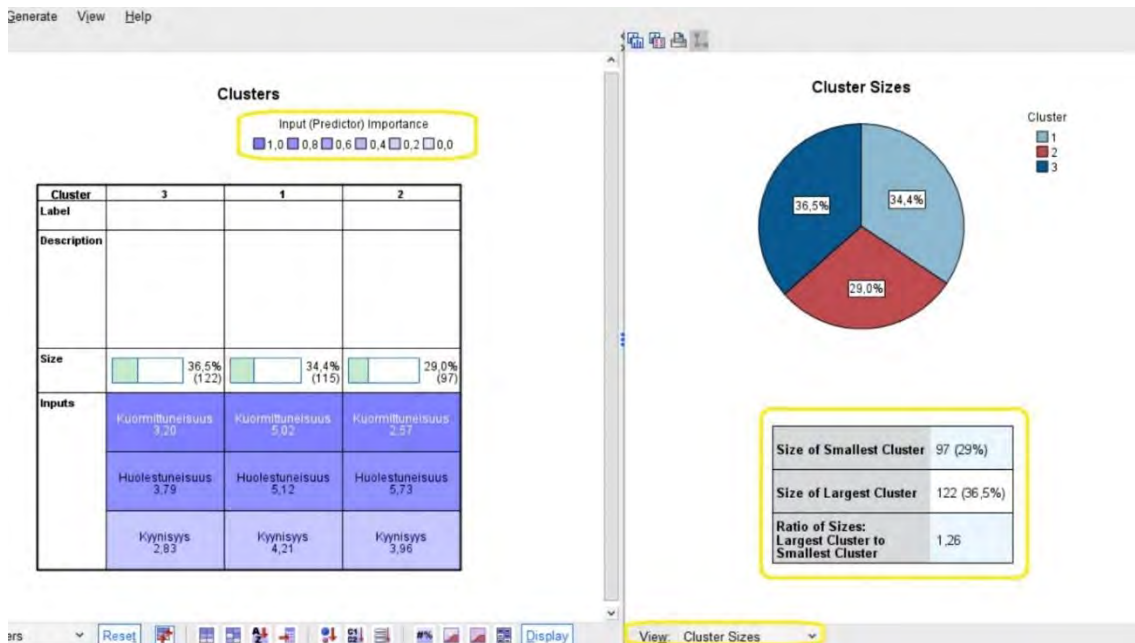 Generate View Help
Clusters
Input (Predictor) Importance
1,0 0,8 0,6 0,4 0,2 0,0
Cluster 3 1 2
Label
Description
Size 36,5% 34,4% 29,0%
(122) (115) (97)
Inputs
Kuormittuneisuus Kuormittuneisuus Kuormittuneisuus
3,20 5,02 2,57
Huolestuneisuus Huolestuneisuus Huolestuneisuus
3,79 5,12 5,73
Kyynisyys Kyynisyys Kyynisyys
2,83 4,21 3,96
ers Reset #% Display
Cluster Sizes
Cluster
1
2
3
36,5% 34,4%
29,0%
Size of Smallest Cluster 97 (29%)
Size of Largest Cluster 122 (36,5%)
Ratio of Sizes:
Largest Cluster to 1,26
Smallest Cluster
View: Cluster Sizes